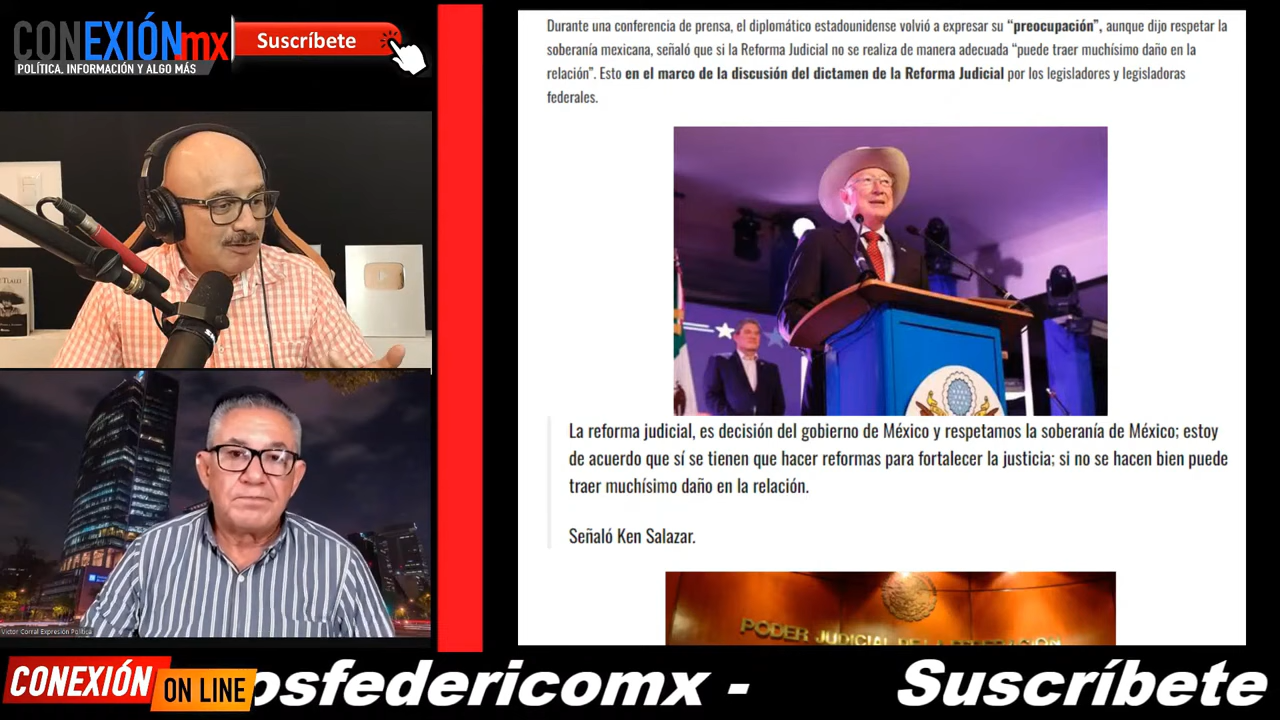 CONEXIÓNmx
POLÍTICA, INFORMACIÓN Y ALGO MÁS
Suscríbete
Durante una conferencia de prensa, el diplomático estadounidense volvió a expresar su “preocupación”, aunque dijo respetar la
soberanía mexicana, señaló que si la Reforma Judicial no se realiza de manera adecuada “puede traer muchísimo daño en la
relación”. Esto en el marco de la discusión del dictamen de la Reforma Judicial por los legisladores y legisladoras
federales.
La reforma judicial, es decisión del gobierno de México y respetamos la soberanía de México; estoy
de acuerdo que sí se tienen que hacer reformas para fortalecer la justicia; si no se hacen bien puede
traer muchísimo daño en la relación.
Señaló Ken Salazar.
PODER JUDICIAL DE LA FEDERACIÓN
Victor Corral Expresión Política
CONEXIÓN ON LINE
osfedericomx - Suscríbete